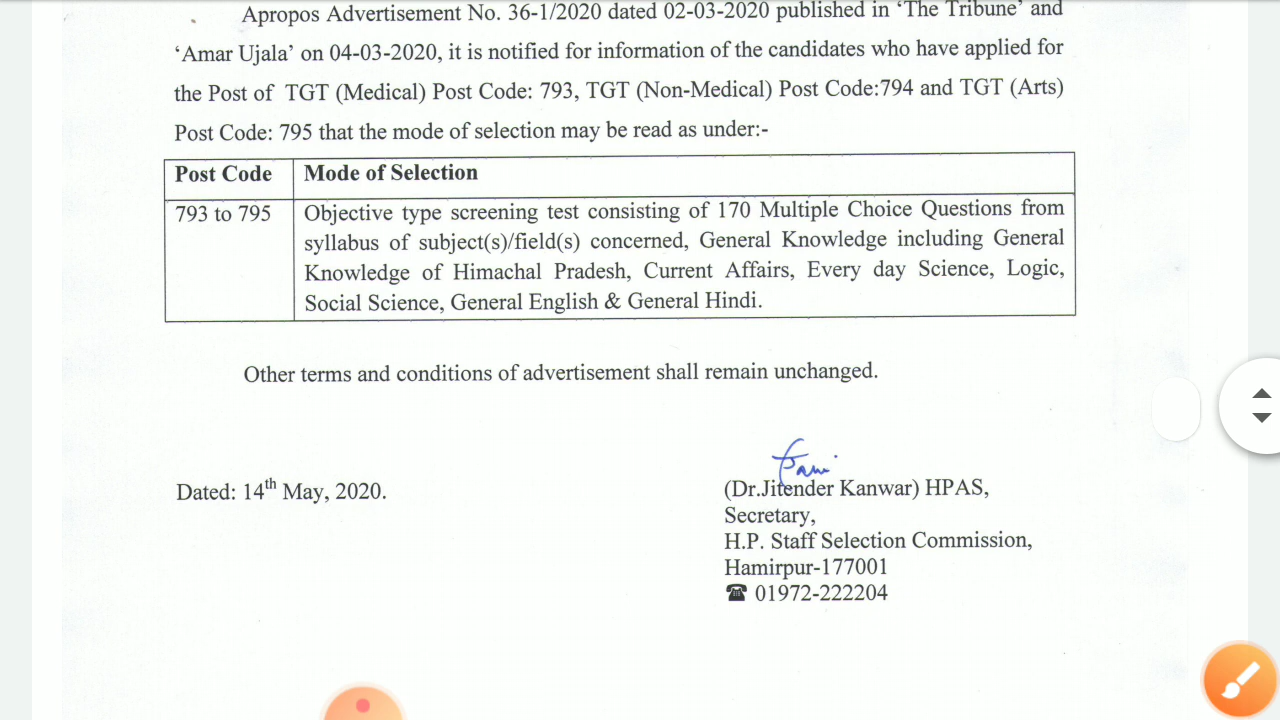 Apropos Advertisement No. 36-1/2020 dated 02-03-2020 published in ‘The Tribune’ and
‘Amar Ujala’ on 04-03-2020, it is notified for information of the candidates who have applied for
the Post of TGT (Medical) Post Code: 793, TGT (Non-Medical) Post Code:794 and TGT (Arts)
Post Code: 795 that the mode of selection may be read as under:-
Post Code Mode of Selection
793 to 795 Objective type screening test consisting of 170 Multiple Choice Questions from
syllabus of subject(s)/field(s) concerned, General Knowledge including General
Knowledge of Himachal Pradesh, Current Affairs, Every day Science, Logic,
Social Science, General English & General Hindi.
Other terms and conditions of advertisement shall remain unchanged.
Dated: 14th May, 2020.
(Dr.Jitender Kanwar) HPAS,
Secretary,
H.P. Staff Selection Commission,
Hamirpur-177001
☎ 01972-222204